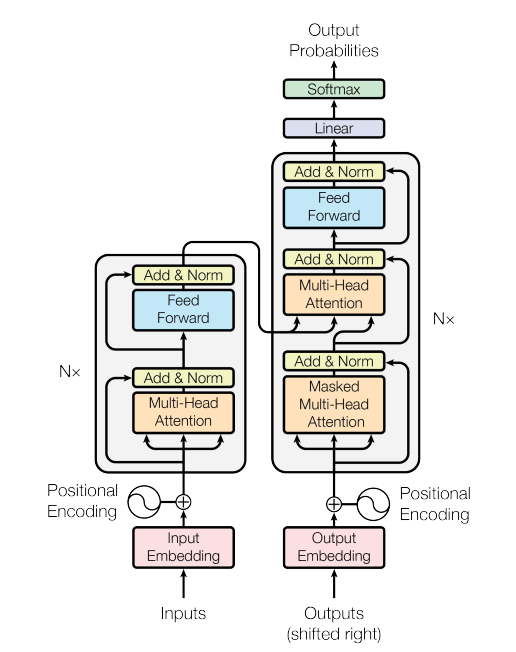 Output
Probabilities
Softmax
Linear
Add & Norm
Feed
Forward
Add & Norm
Multi-Head
Attention
Add & Norm
Masked
Multi-Head
Attention
N×
Positional
Encoding
Output
Embedding
Outputs
(shifted right)
Add & Norm
Feed
Forward
Add & Norm
Multi-Head
Attention
N×
Positional
Encoding
Input
Embedding
Inputs